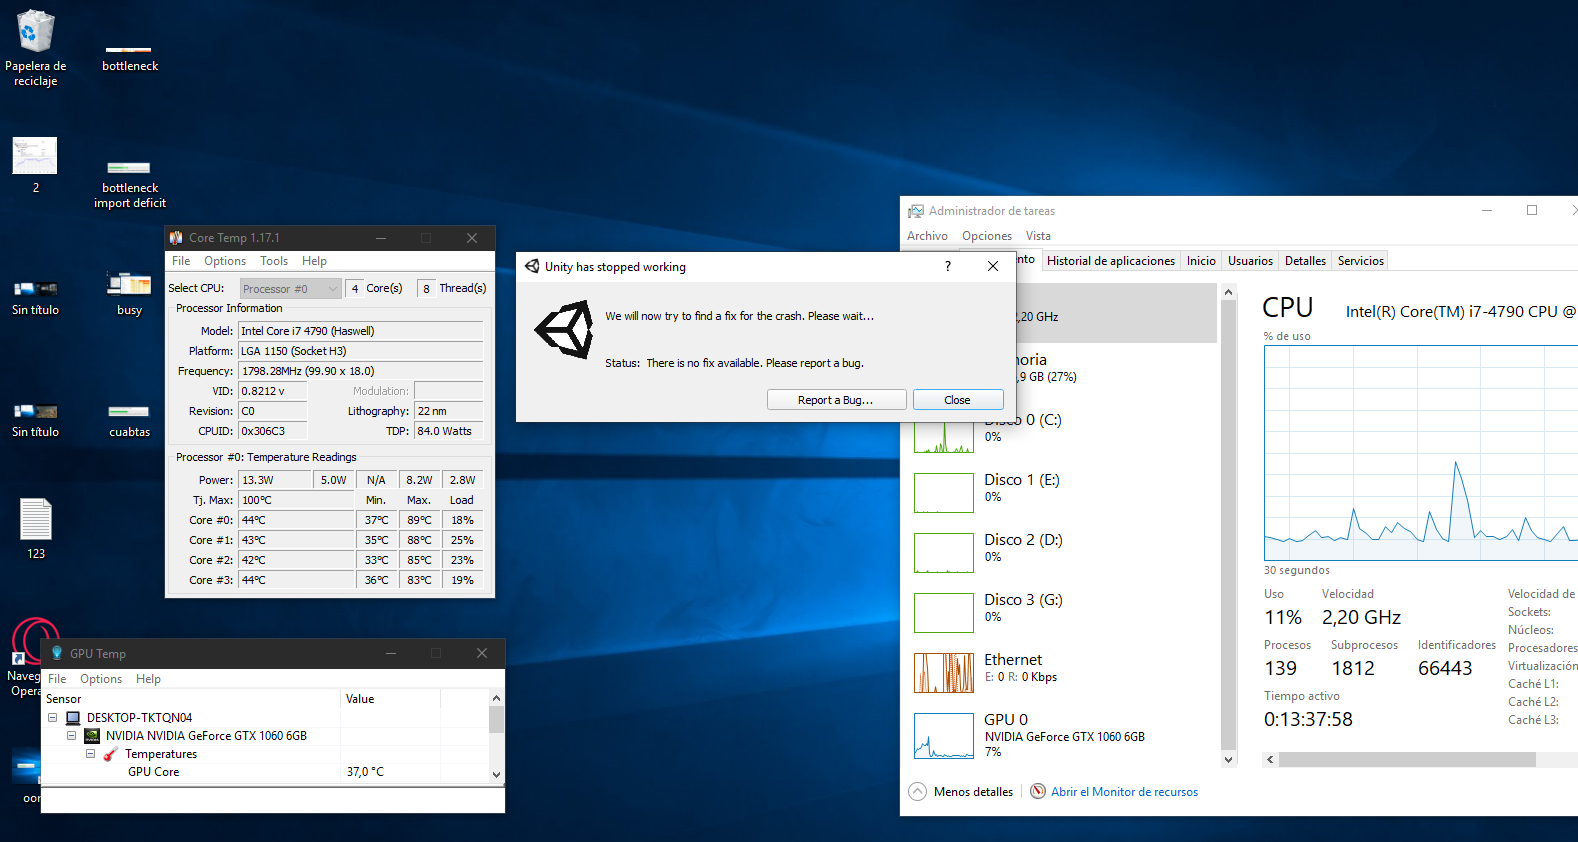 Papelera de
reciclaje
bottleneck
2
bottleneck
import deficit
Sin título
busy
Sin título
cuabtas
123
Naveg
Opera
oor
Core Temp 1.17.1
File Options Tools Help
Select CPU: Processor #0 4 Core(s) 8 Thread(s)
Processor Information
Model: Intel Core i7 4790 (Haswell)
Platform: LGA 1150 (Socket H3)
Frequency: 1798.28MHz (99.90 x 18.0)
VID: 0.8212 v Modulation:
Revision: C0 Lithography: 22 nm
CPUID: 0x306C3 TDP: 84.0 Watts
Processor #0: Temperature Readings
Power: 13.3W 5.0W N/A 8.2W 2.8W
Tj. Max: 100°C Min. Max. Load
Core #0: 44°C 37°C 89°C 18%
Core #1: 43°C 35°C 88°C 25%
Core #2: 42°C 33°C 85°C 23%
Core #3: 44°C 36°C 83°C 19%
GPU Temp
File Options Help
Sensor Value
DESKTOP-TKTQN04
NVIDIA NVIDIA GeForce GTX 1060 6GB
Temperatures
GPU Core 37,0 °C
Unity has stopped working
We will now try to find a fix for the crash. Please wait...
Status: There is no fix available. Please report a bug.
Report a Bug... Close
Administrador de tareas
Archivo Opciones Vista
nto Historial de aplicaciones Inicio Usuarios Detalles Servicios
2,20 GHz
moria
,9 GB (27%)
Disco 0 (C:)
0%
Disco 1 (E:)
0%
Disco 2 (D:)
0%
Disco 3 (G:)
0%
Ethernet
E: 0 R: 0 Kbps
GPU 0
NVIDIA GeForce GTX 1060 6GB
7%
CPU Intel(R) Core(TM) i7-4790 CPU @
% de uso
30 segundos
Uso Velocidad
11% 2,20 GHz
Procesos Subprocesos Identificadores
139 1812 66443
Tiempo activo
0:13:37:58
Velocidad de
Sockets:
Núcleos:
Procesadores
Virtualización
Caché L1:
Caché L2:
Caché L3:
Menos detalles Abrir el Monitor de recursos